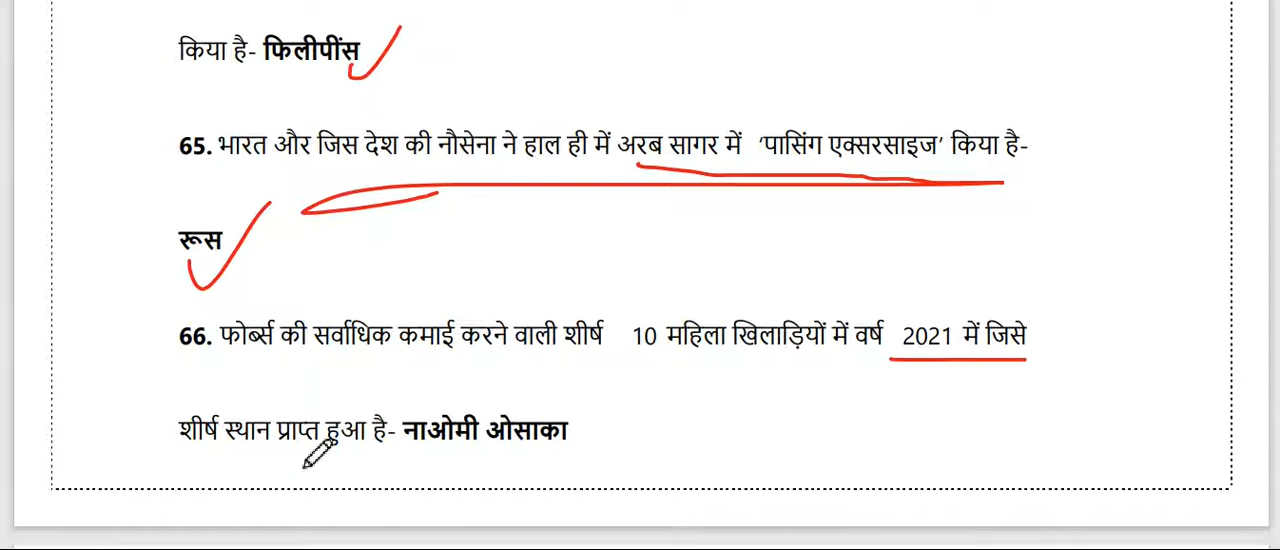 किया है- फिलीपींस
65. भारत और जिस देश की नौसेना ने हाल ही में अरब सागर में 'पासिंग एक्सरसाइज' किया है-
रूस
66. फोर्ब्स की सर्वाधिक कमाई करने वाली शीर्ष 10 महिला खिलाड़ियों में वर्ष 2021 में जिसे
शीर्ष स्थान प्राप्त हुआ है- नाओमी ओसाका